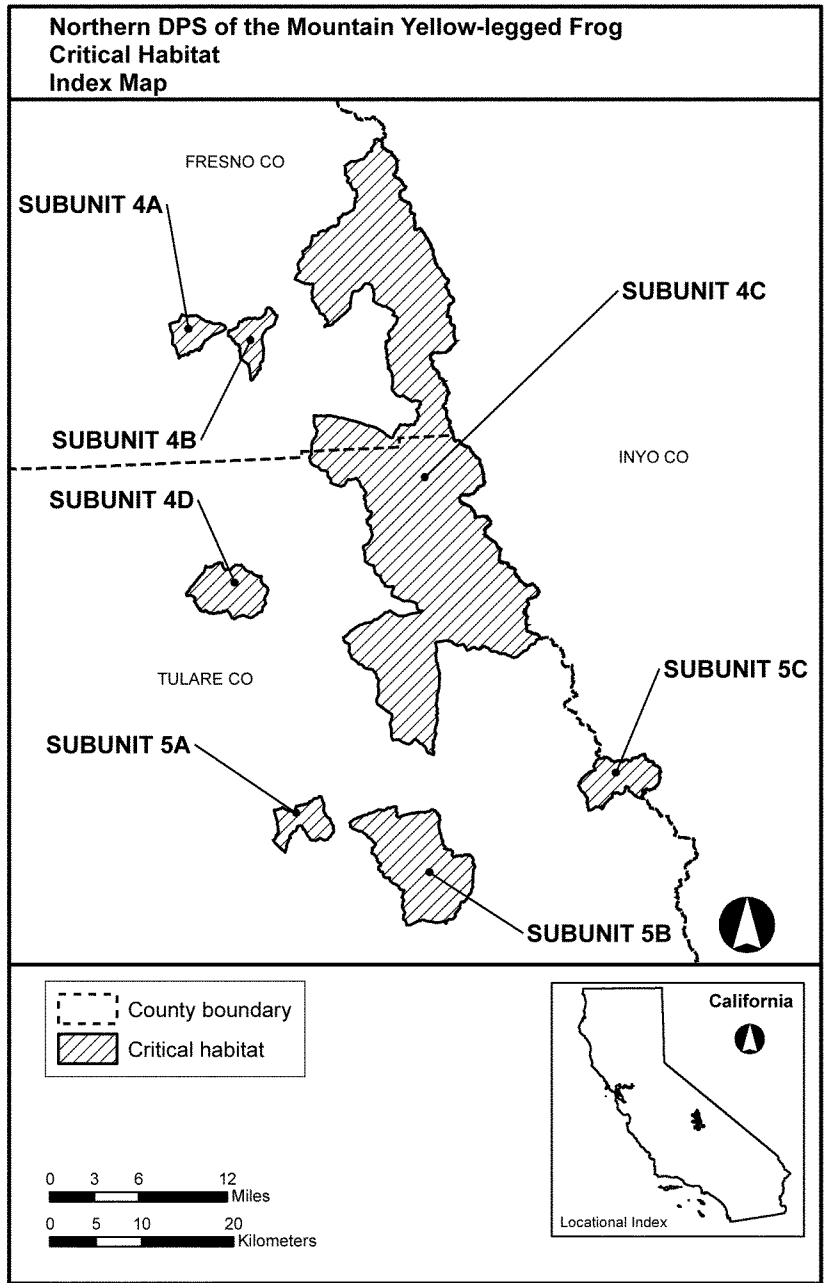 Northern DPS of the Mountain Yellow-legged Frog
Critical Habitat
Index Map
FRESNO CO
SUBUNIT 4A
SUBUNIT 4C
SUBUNIT 4B
INYO CO
SUBUNIT 4D
SUBUNIT 5C
TULARE CO
SUBUNIT 5A
SUBUNIT 5B
County boundary
Critical habitat
0 3 6 12
Miles
0 5 10 20
Kilometers
California
Locational Index